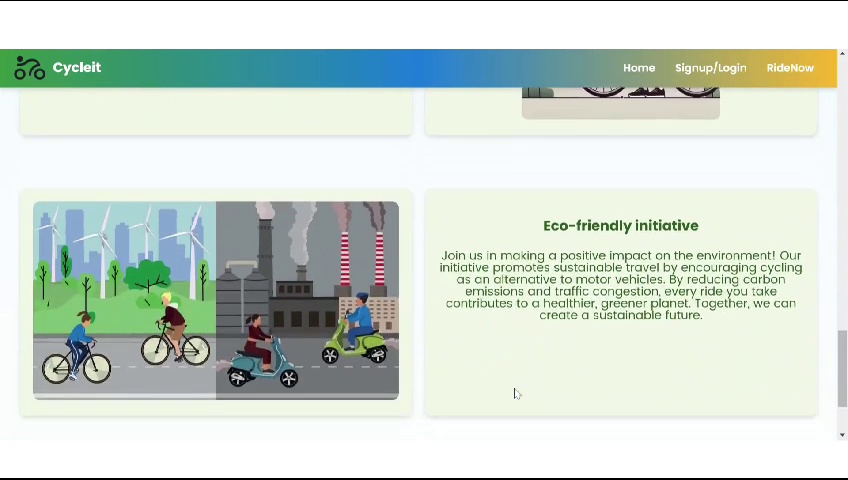 Cycleit
Home Signup/Login RideNow
Eco-friendly initiative
Join us in making a positive impact on the environment! Our
initiative promotes sustainable travel by encouraging cycling
as an alternative to motor vehicles. By reducing carbon
emissions and traffic congestion, every ride you take
contributes to a healthier, greener planet. Together, we can
create a sustainable future.